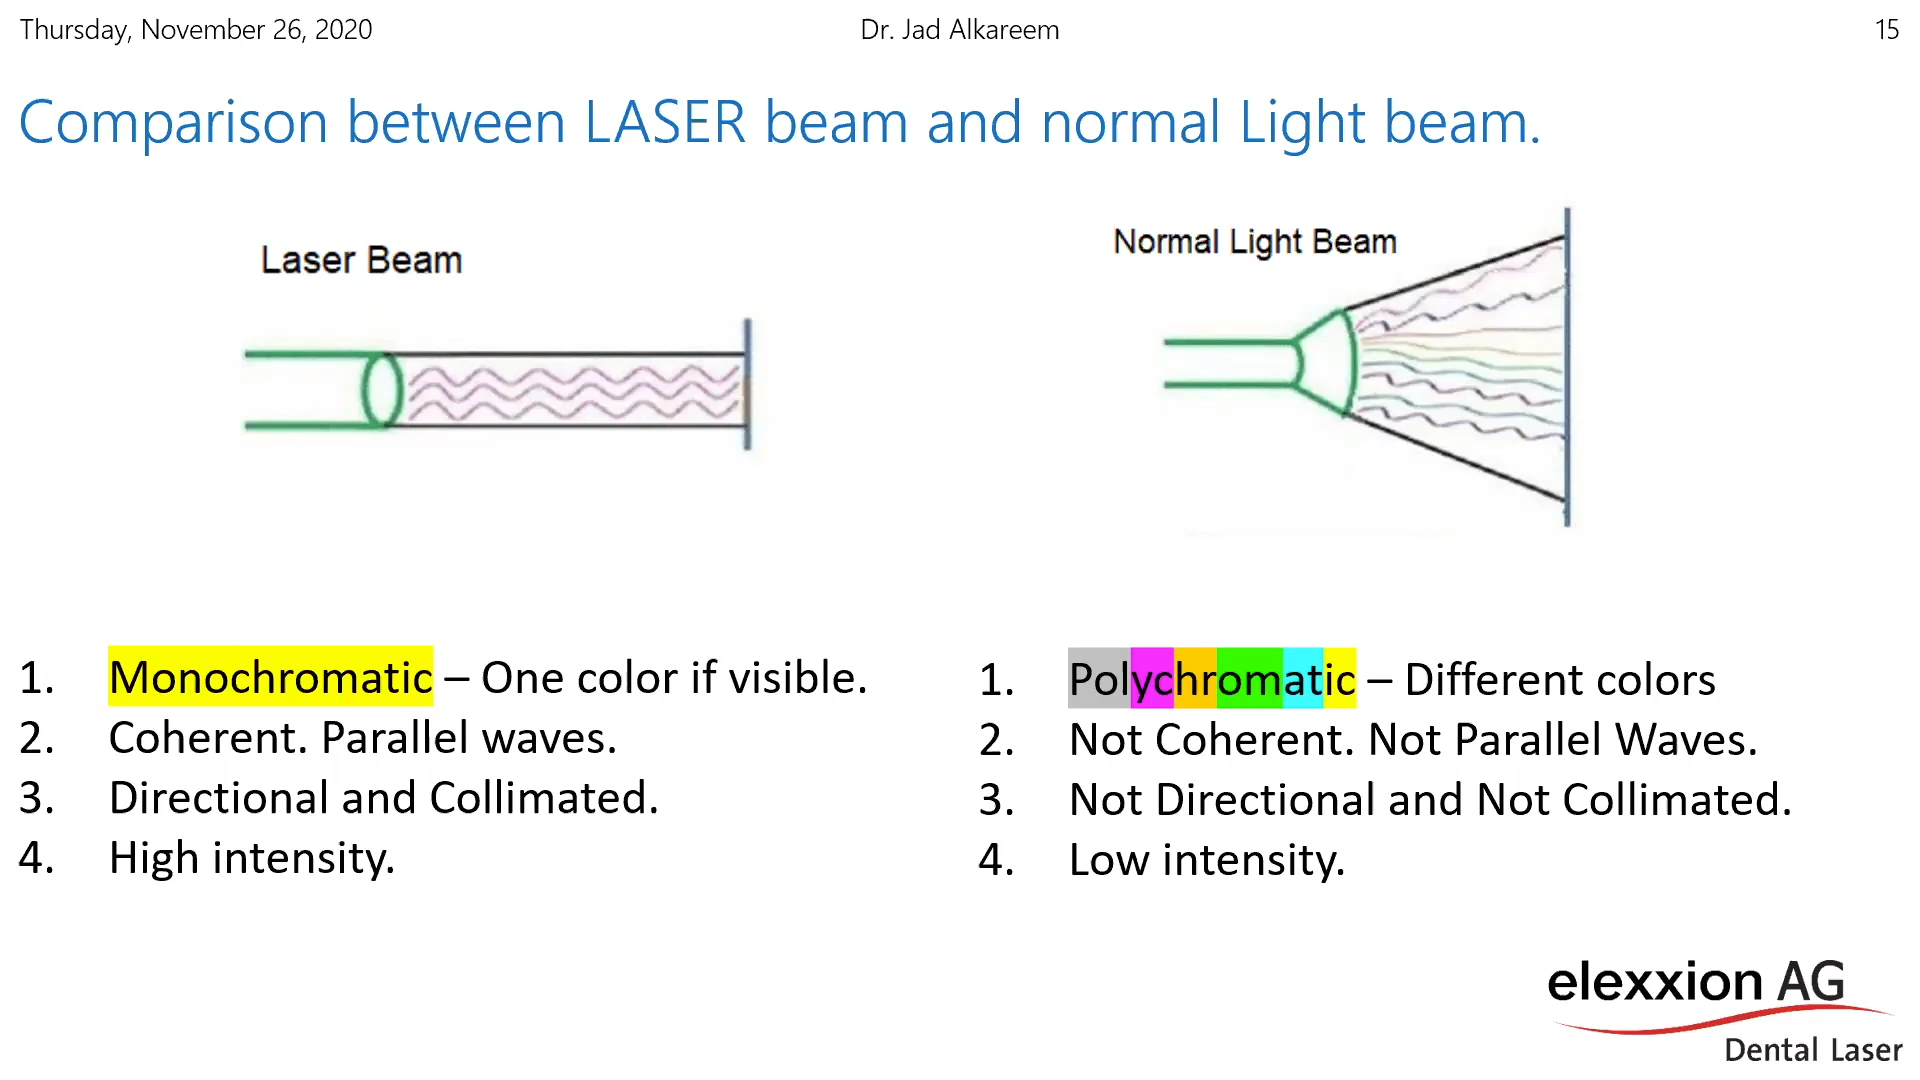 Thursday, November 26, 2020
Dr. Jad Alkareem
15
Comparison between LASER beam and normal Light beam.
Laser Beam
Normal Light Beam
1. Monochromatic – One color if visible.
2. Coherent. Parallel waves.
3. Directional and Collimated.
4. High intensity.
1. Polychromatic – Different colors
2. Not Coherent. Not Parallel Waves.
3. Not Directional and Not Collimated.
4. Low intensity.
elexxion AG
Dental Laser